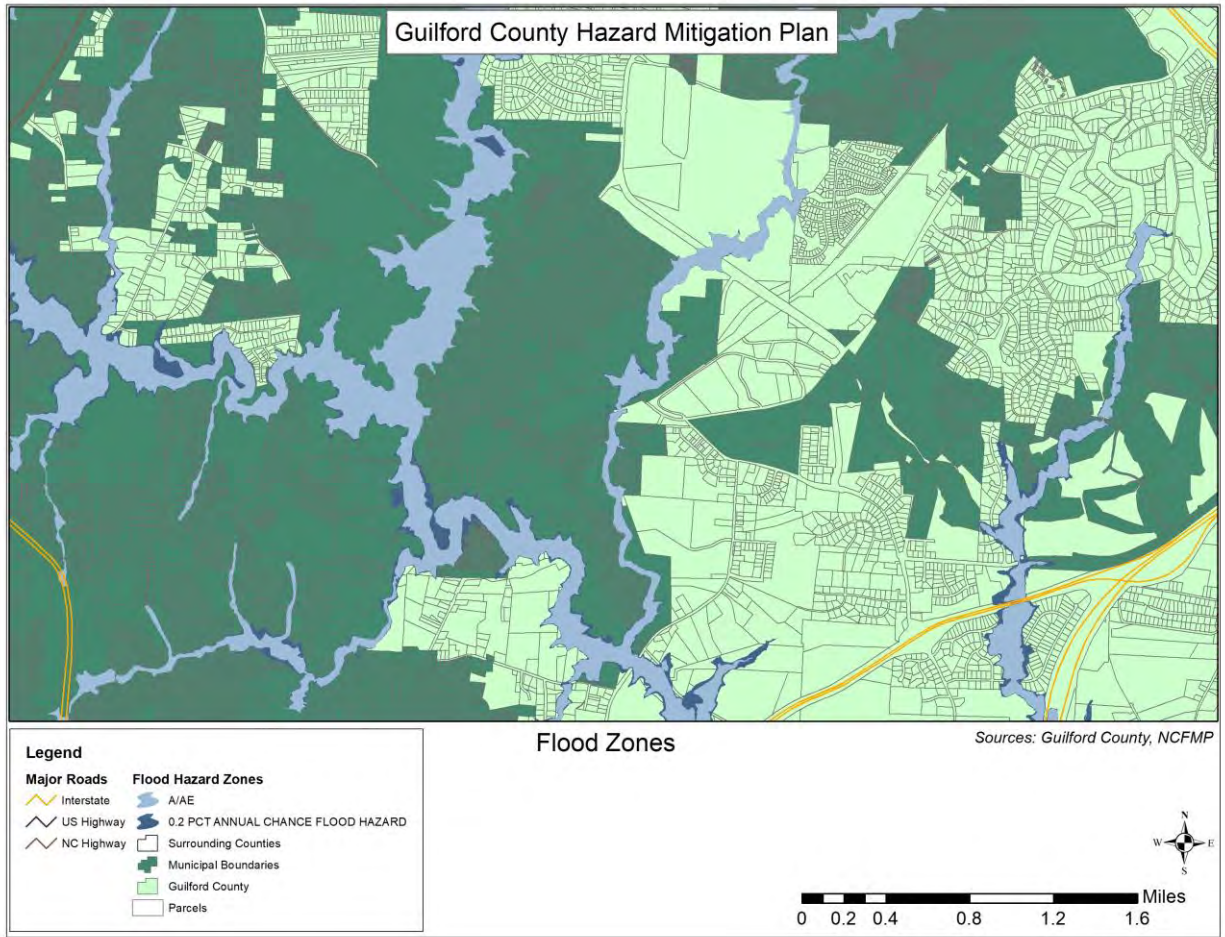 Guilford County Hazard Mitigation Plan
Flood Zones
Sources: Guilford County, NCFMP
Legend
Major Roads
Interstate
US Highway
NC Highway
Flood Hazard Zones
A/AE
0.2 PCT ANNUAL CHANCE FLOOD HAZARD
Surrounding Counties
Municipal Boundaries
Guilford County
Parcels
N
W E
S
Miles
0 0.2 0.4 0.8 1.2 1.6